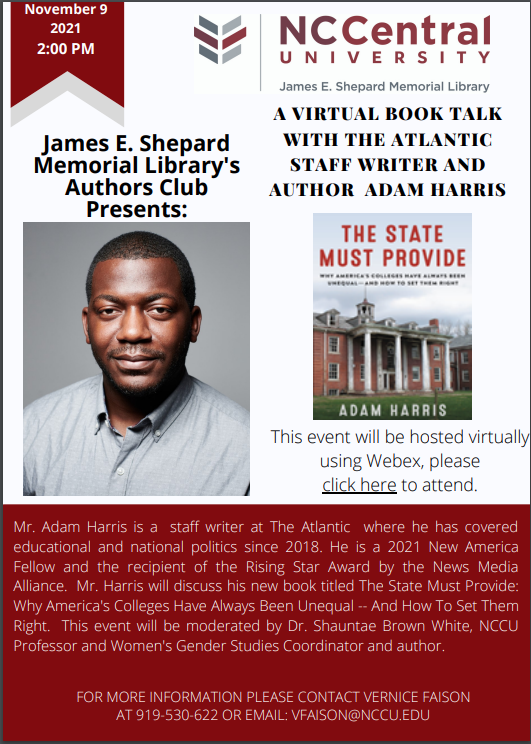 November 9
2021
2:00 PM
NCCentral
UNIVERSITY
James E. Shepard Memorial Library
James E. Shepard
Memorial Library's
Authors Club
Presents:
A VIRTUAL BOOK TALK
WITH THE ATLANTIC
STAFF WRITER AND
AUTHOR ADAM HARRIS
THE STATE
MUST PROVIDE
WHY AMERICA'S COLLEGES HAVE ALWAYS BEEN
UNEQUAL—AND HOW TO SET THEM RIGHT
ADAM HARRIS
This event will be hosted virtually
using Webex, please
click here to attend.
Mr. Adam Harris is a staff writer at The Atlantic where he has covered
educational and national politics since 2018. He is a 2021 New America
Fellow and the recipient of the Rising Star Award by the News Media
Alliance. Mr. Harris will discuss his new book titled The State Must Provide:
Why America's Colleges Have Always Been Unequal -- And How To Set Them
Right. This event will be moderated by Dr. Shauntae Brown White, NCCU
Professor and Women's Gender Studies Coordinator and author.
FOR MORE INFORMATION PLEASE CONTACT VERNICE FAISON
AT 919-530-622 OR EMAIL: VFAISON@NCCU.EDU